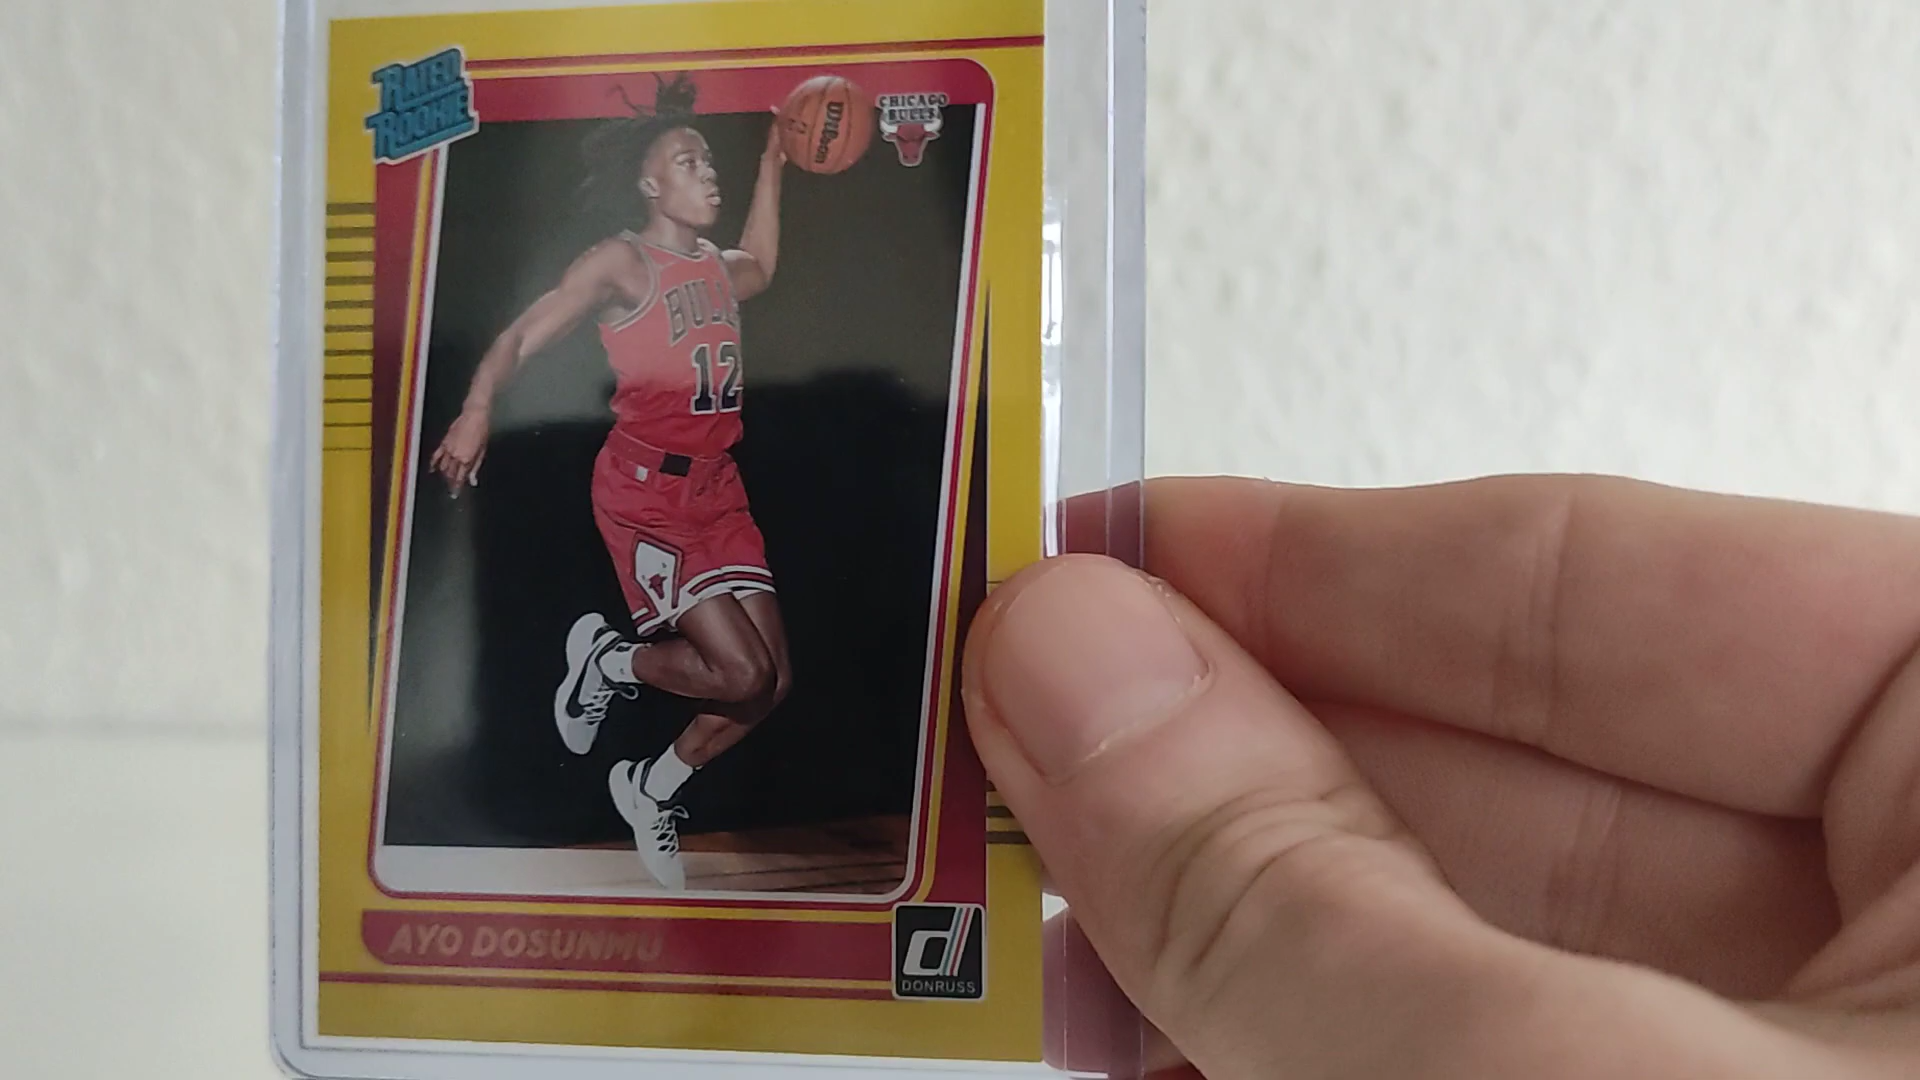 RATED
ROOKIE
Wilson
CHICAGO
BULLS
BULLS
12
AYO DOSUNMU
d
DONRUSS